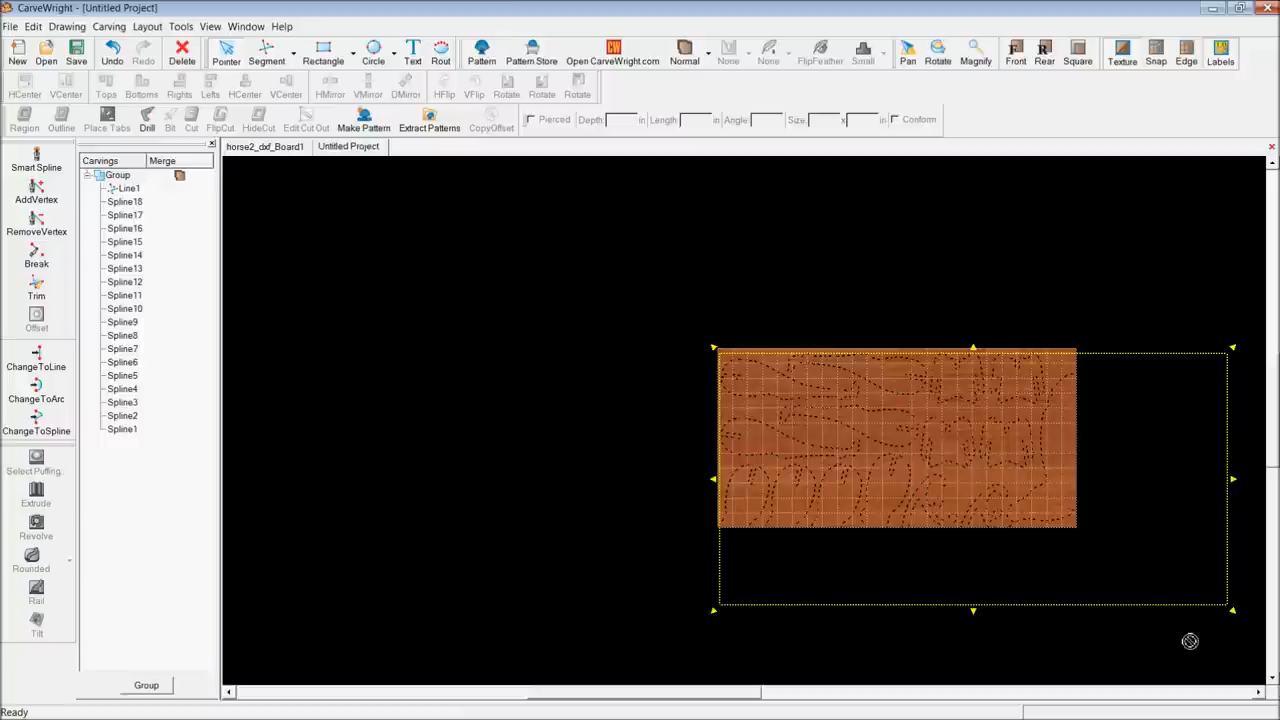 CarveWright - [Untitled Project]
File Edit Drawing Carving Layout Tools View Window Help
New Open Save Undo Redo Delete Pointer Segment Rectangle Circle Text Rout Pattern Pattern Store Open CarveWright.com Normal None None FlipFeather Small Pan Rotate Magnify Front Rear Square Texture Snap Edge Labels
HCenter VCenter Tops Bottoms Rights Lefts HCenter VCenter HMirror VMirror DMirror HFlip VFlip Rotate Rotate Rotate
Region Outline Place Tabs Drill Bit Cut FlipCut HideCut Edit Cut Out Make Pattern Extract Patterns CopyOffset Pierced Depth: in Length in Angle Size: x in Conform
horse2_dxf_Board1 Untitled Project
Carvings Merge
Group
Line1
Spline18
Spline17
Spline16
Spline15
Spline14
Spline13
Spline12
Spline11
Spline10
Spline9
Spline8
Spline7
Spline6
Spline5
Spline4
Spline3
Spline2
Spline1
Group
Smart Spline
AddVertex
RemoveVertex
Break
Trim
Offset
ChangeToLine
ChangeToArc
ChangeToSpline
Select Puffing..
Extrude
Revolve
Rounded
Rail
Tilt
Ready